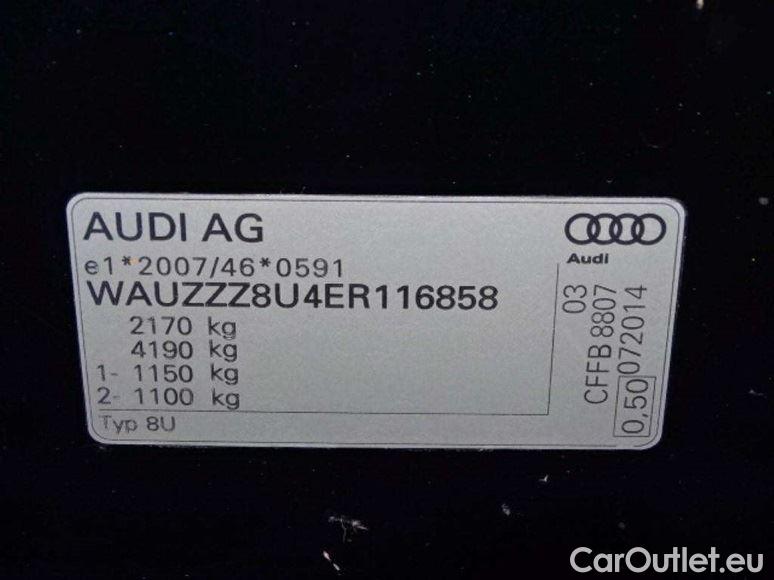 AUDI AG
Audi
e1*2007/46*0591
WAUZZZ8U4ER116858
2170 kg
4190 kg
1- 1150 kg
2- 1100 kg
Typ 8U
03
CFFB 8807
0,50 072014
CarOutlet.eu